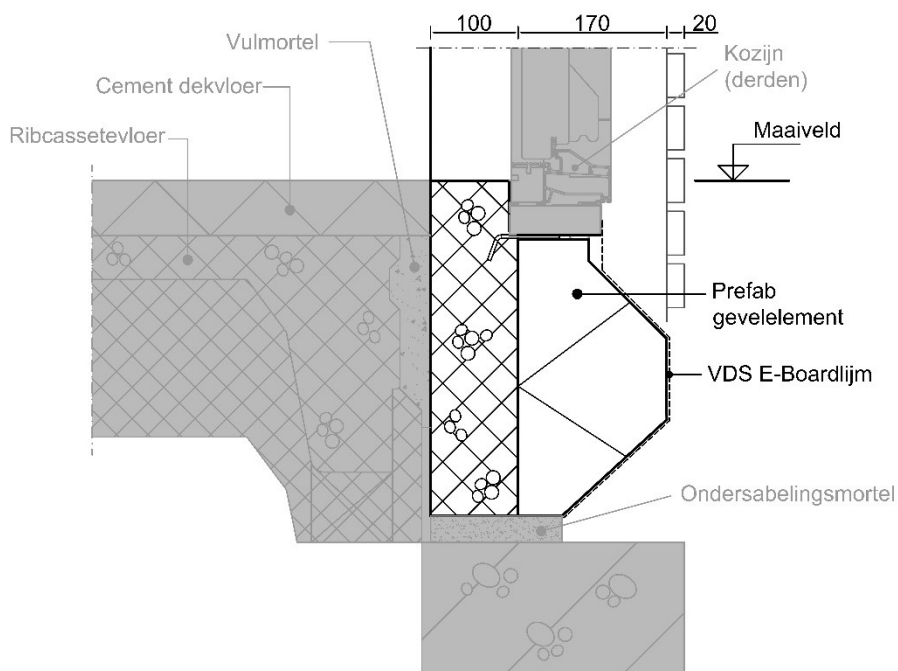 100 170 20
Vulmortel
Kozijn
(derden)
Cement dekvloer
Ribcassetevloer
Maaiveld
Prefab
gevelelement
VDS E-Boardlijm
Ondersabelingsmortel